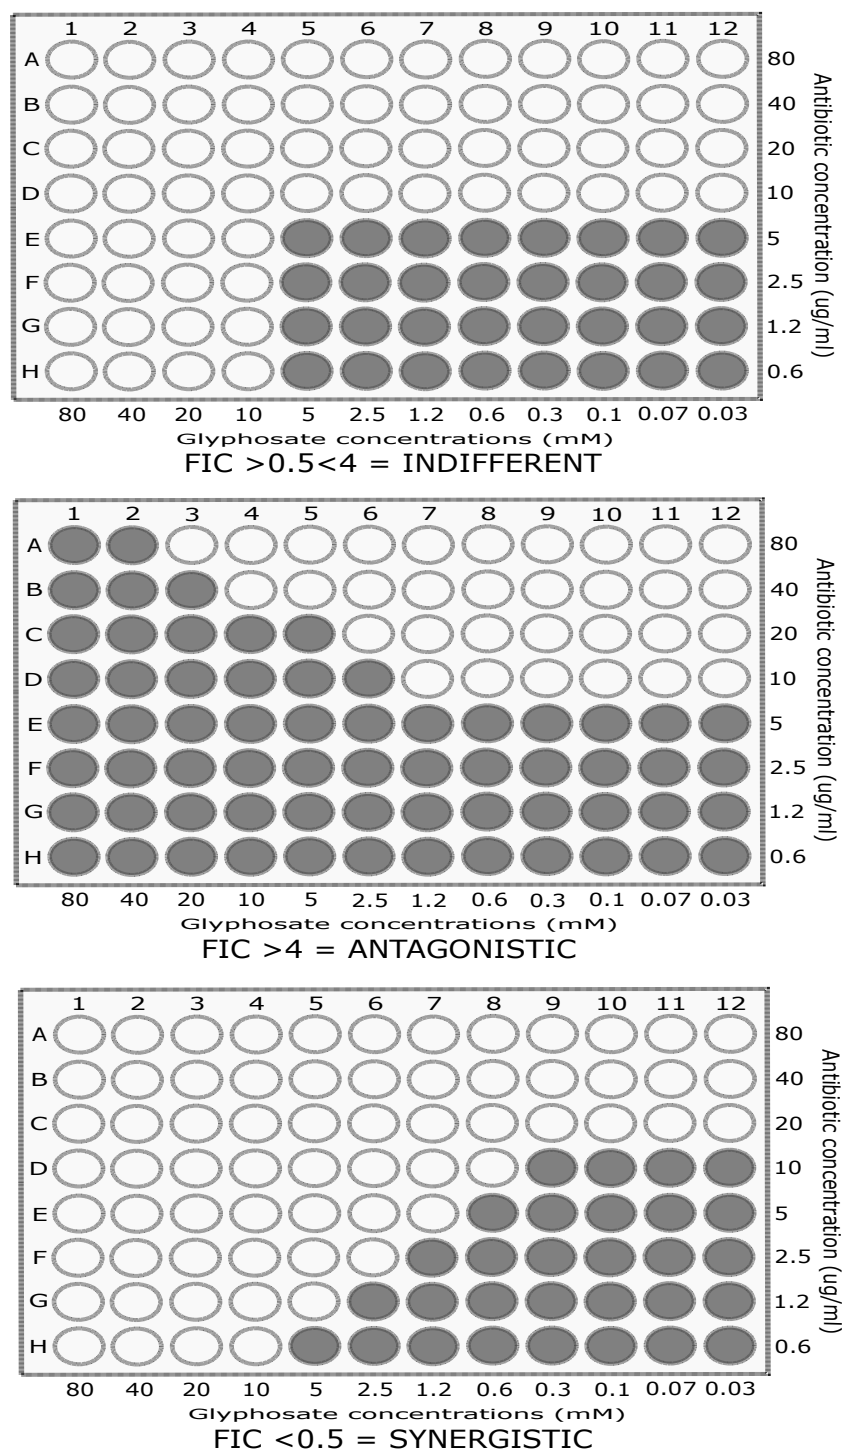 1 2 3 4 5 6 7 8 9 10 11 12
A 80
B 40
C 20
D 10
E 5
F 2.5
G 1.2
H 0.6
Antibiotic concentration (ug/ml)
80 40 20 10 5 2.5 1.2 0.6 0.3 0.1 0.07 0.03
Glyphosate concentrations (mM)
FIC >0.5<4 = INDIFFERENT
1 2 3 4 5 6 7 8 9 10 11 12
A 80
B 40
C 20
D 10
E 5
F 2.5
G 1.2
H 0.6
Antibiotic concentration (ug/ml)
80 40 20 10 5 2.5 1.2 0.6 0.3 0.1 0.07 0.03
Glyphosate concentrations (mM)
FIC >4 = ANTAGONISTIC
1 2 3 4 5 6 7 8 9 10 11 12
A 80
B 40
C 20
D 10
E 5
F 2.5
G 1.2
H 0.6
Antibiotic concentration (ug/ml)
80 40 20 10 5 2.5 1.2 0.6 0.3 0.1 0.07 0.03
Glyphosate concentrations (mM)
FIC <0.5 = SYNERGISTIC